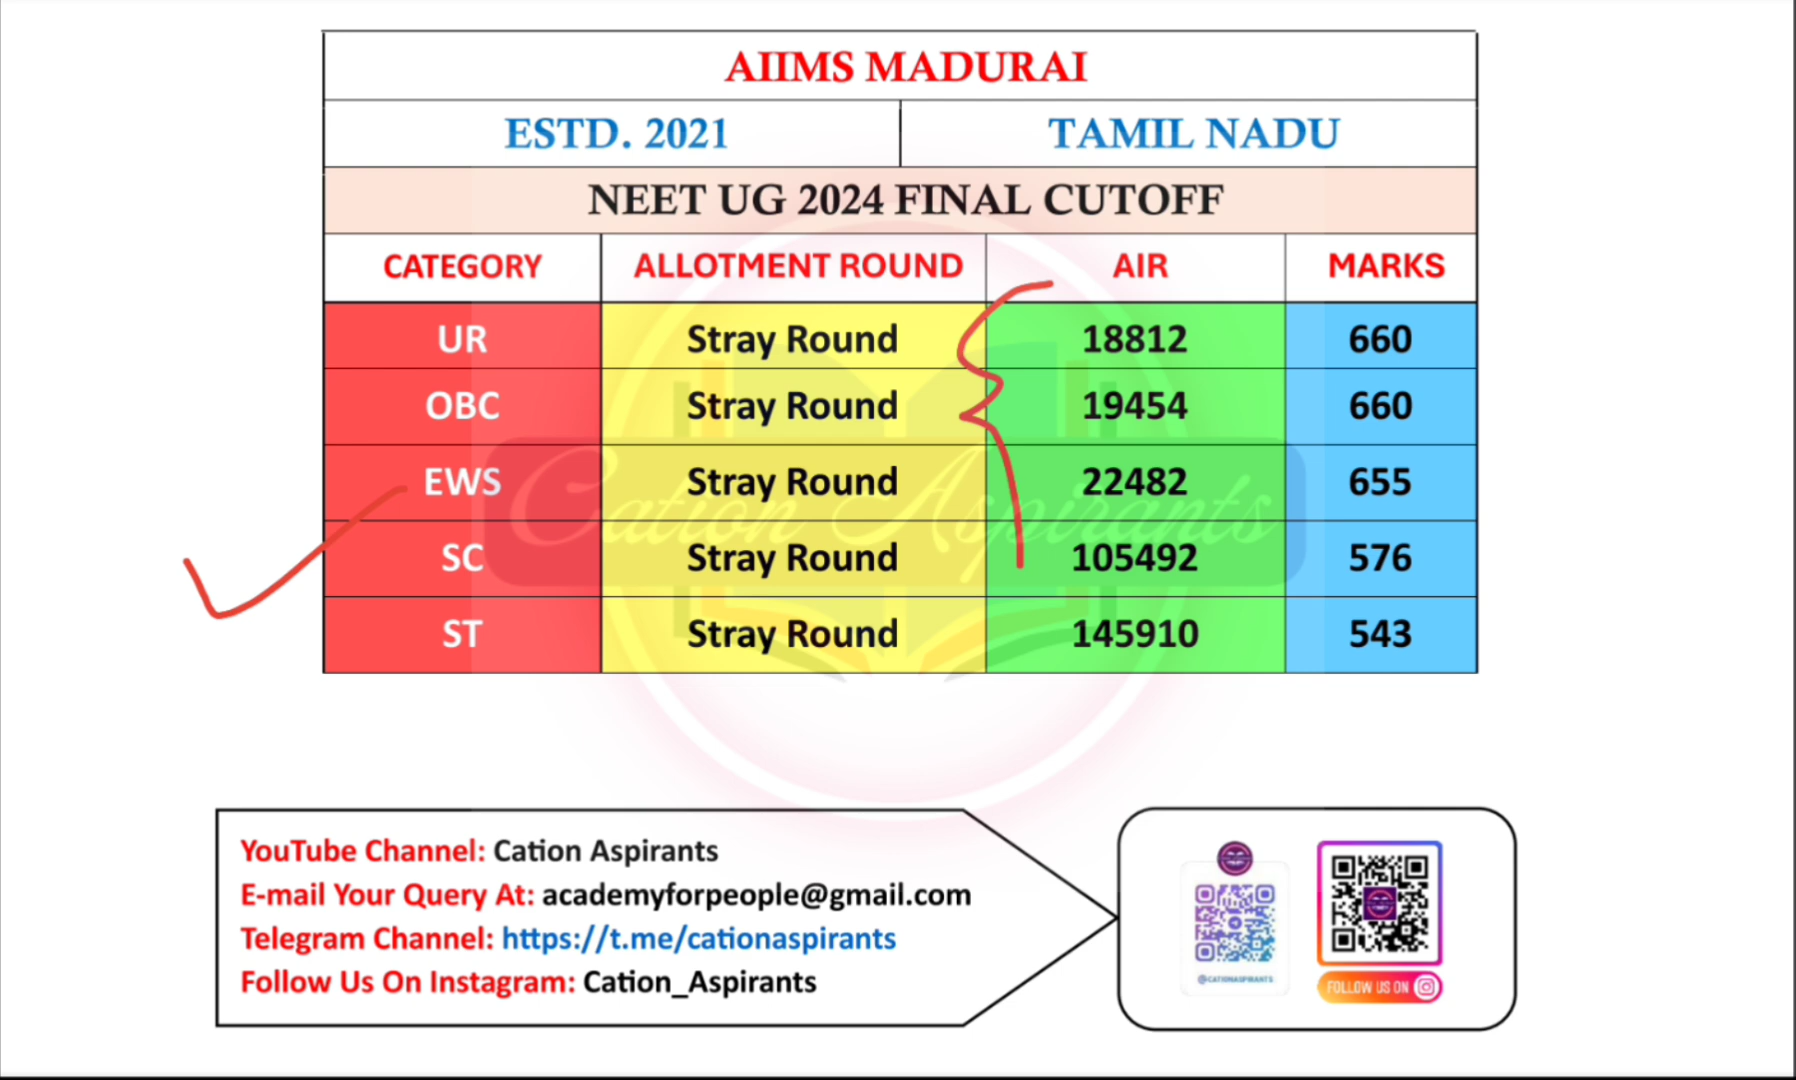 AIIMS MADURAI
ESTD. 2021 TAMIL NADU
NEET UG 2024 FINAL CUTOFF
CATEGORY ALLOTMENT ROUND AIR MARKS
UR Stray Round 18812 660
OBC Stray Round 19454 660
EWS Stray Round 22482 655
SC Stray Round 105492 576
ST Stray Round 145910 543
Cation Aspirants
YouTube Channel: Cation Aspirants
E-mail Your Query At: academyforpeople@gmail.com
Telegram Channel: https://t.me/cationaspirants
Follow Us On Instagram: Cation_Aspirants
@CATIONASPIRANTS
FOLLOW US ON